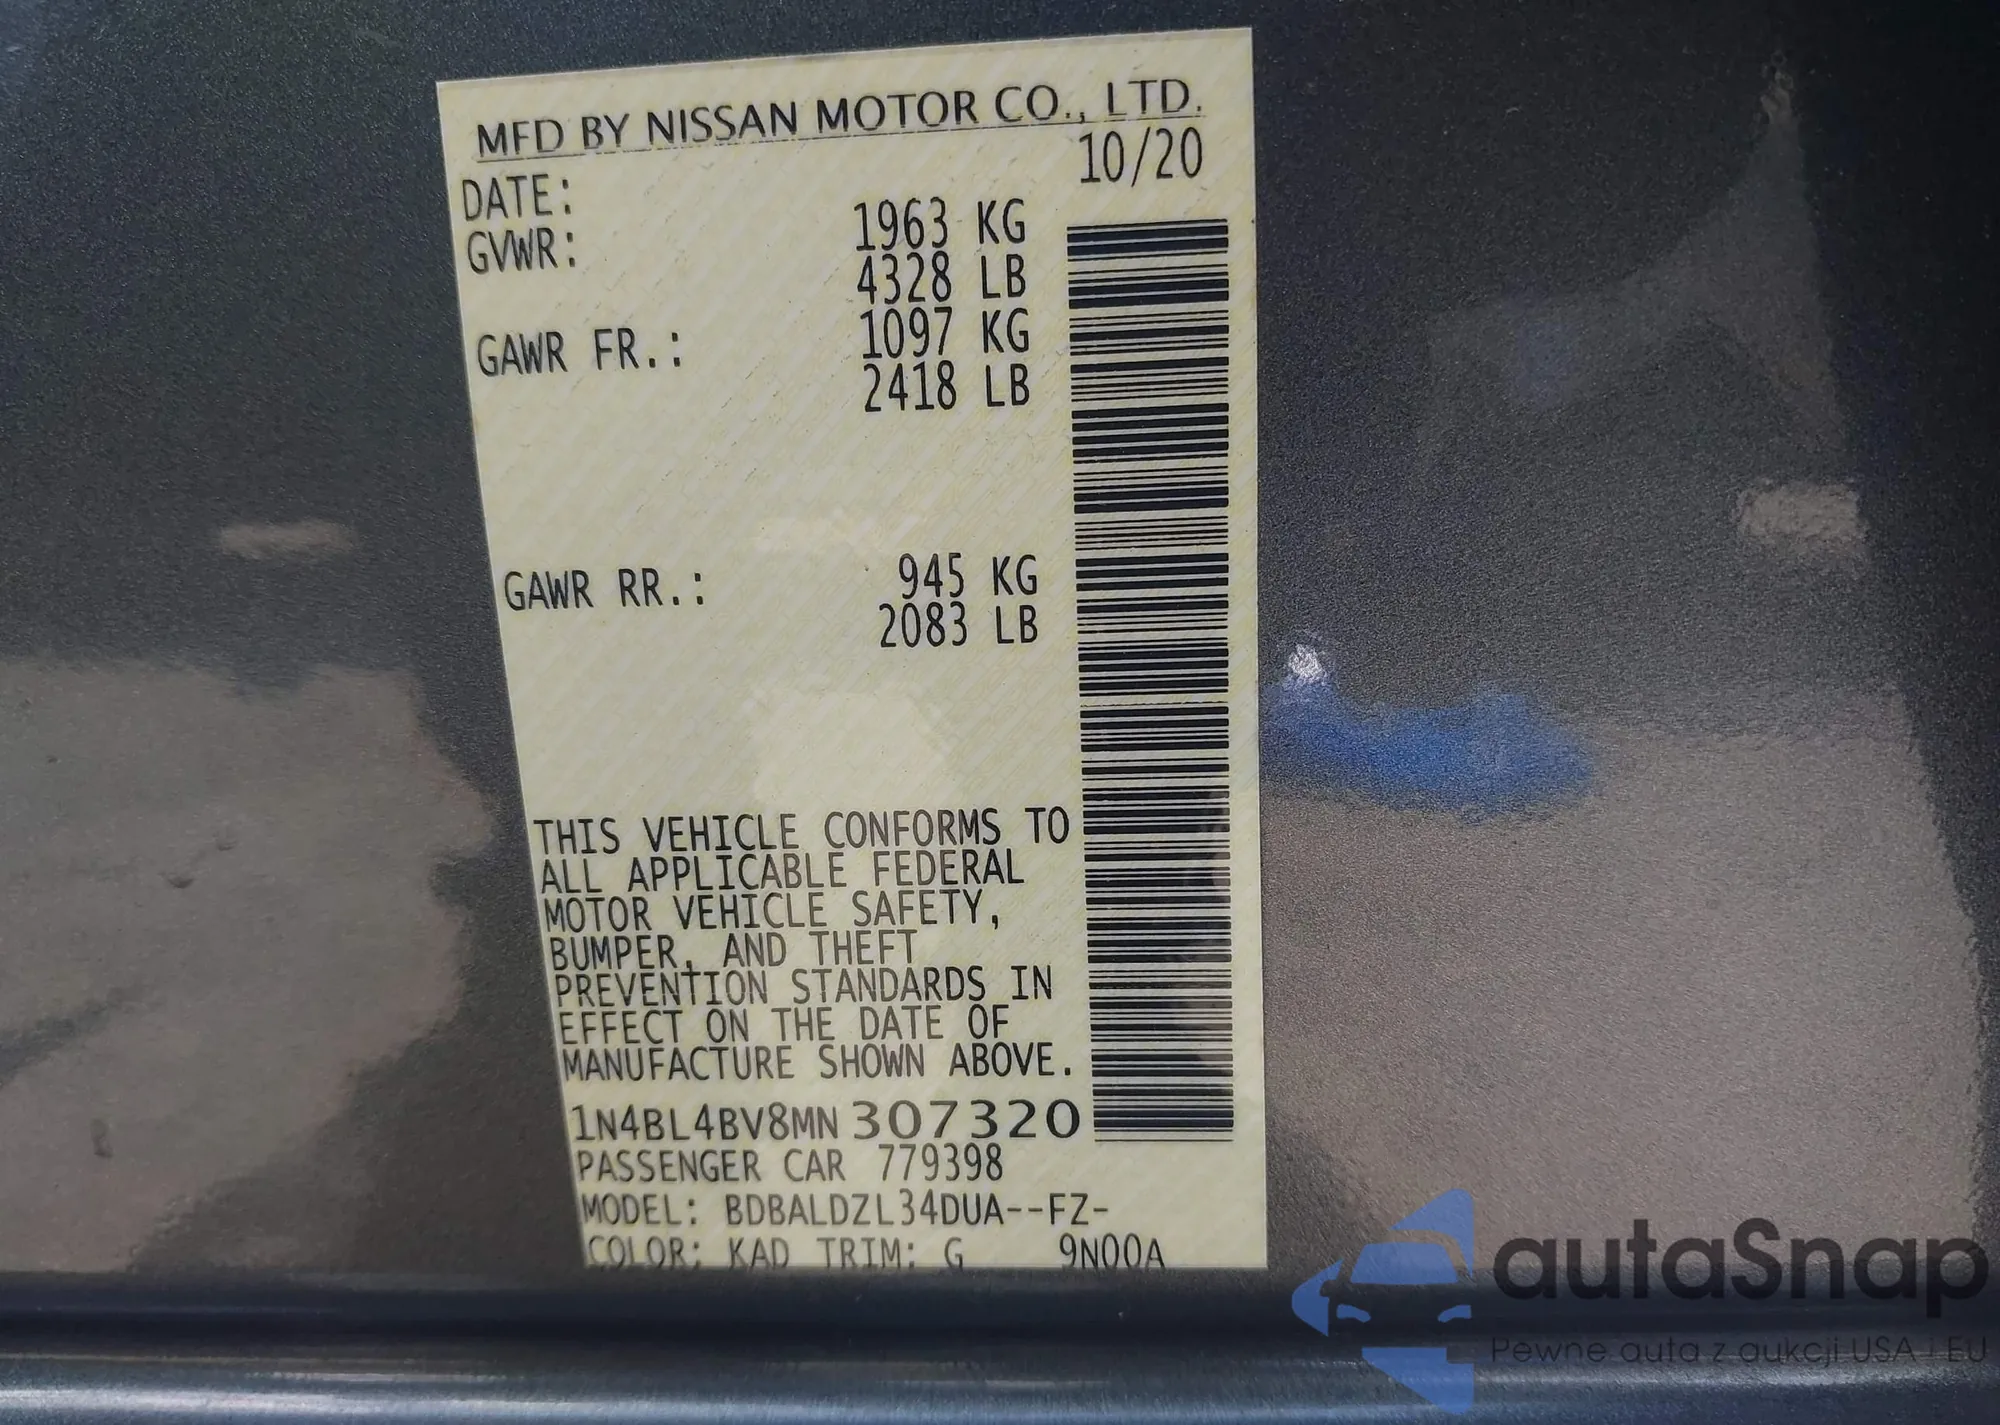 MFD BY NISSAN MOTOR CO., LTD.
DATE: 10/20
GVWR: 1963 KG
4328 LB
GAWR FR.: 1097 KG
2418 LB
GAWR RR.: 945 KG
2083 LB
THIS VEHICLE CONFORMS TO
ALL APPLICABLE FEDERAL
MOTOR VEHICLE SAFETY,
BUMPER, AND THEFT
PREVENTION STANDARDS IN
EFFECT ON THE DATE OF
MANUFACTURE SHOWN ABOVE.
1N4BL4BV8MN307320
PASSENGER CAR 779398
MODEL: BDBALDZL34DUA--FZ-
COLOR: KAD TRIM: G 9N00A
autaSnap
Pewne auta z aukcji USA i EU